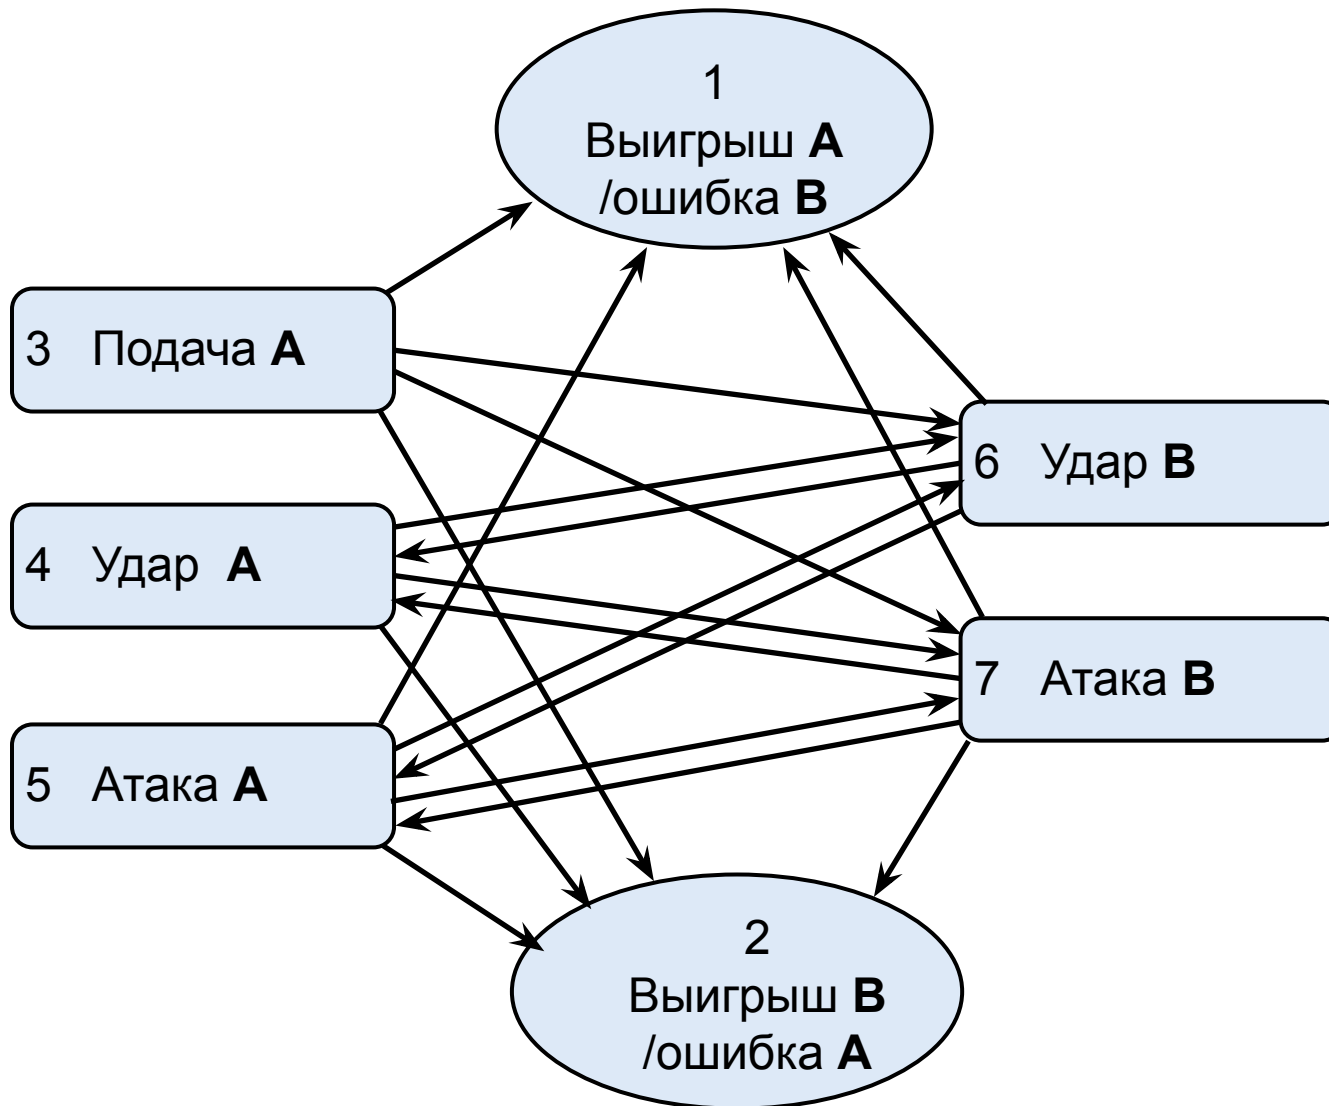 1
Выигрыш A
/ошибка B
3 Подача A
6 Удар B
4 Удар A
7 Атака B
5 Атака A
2
Выигрыш B
/ошибка A